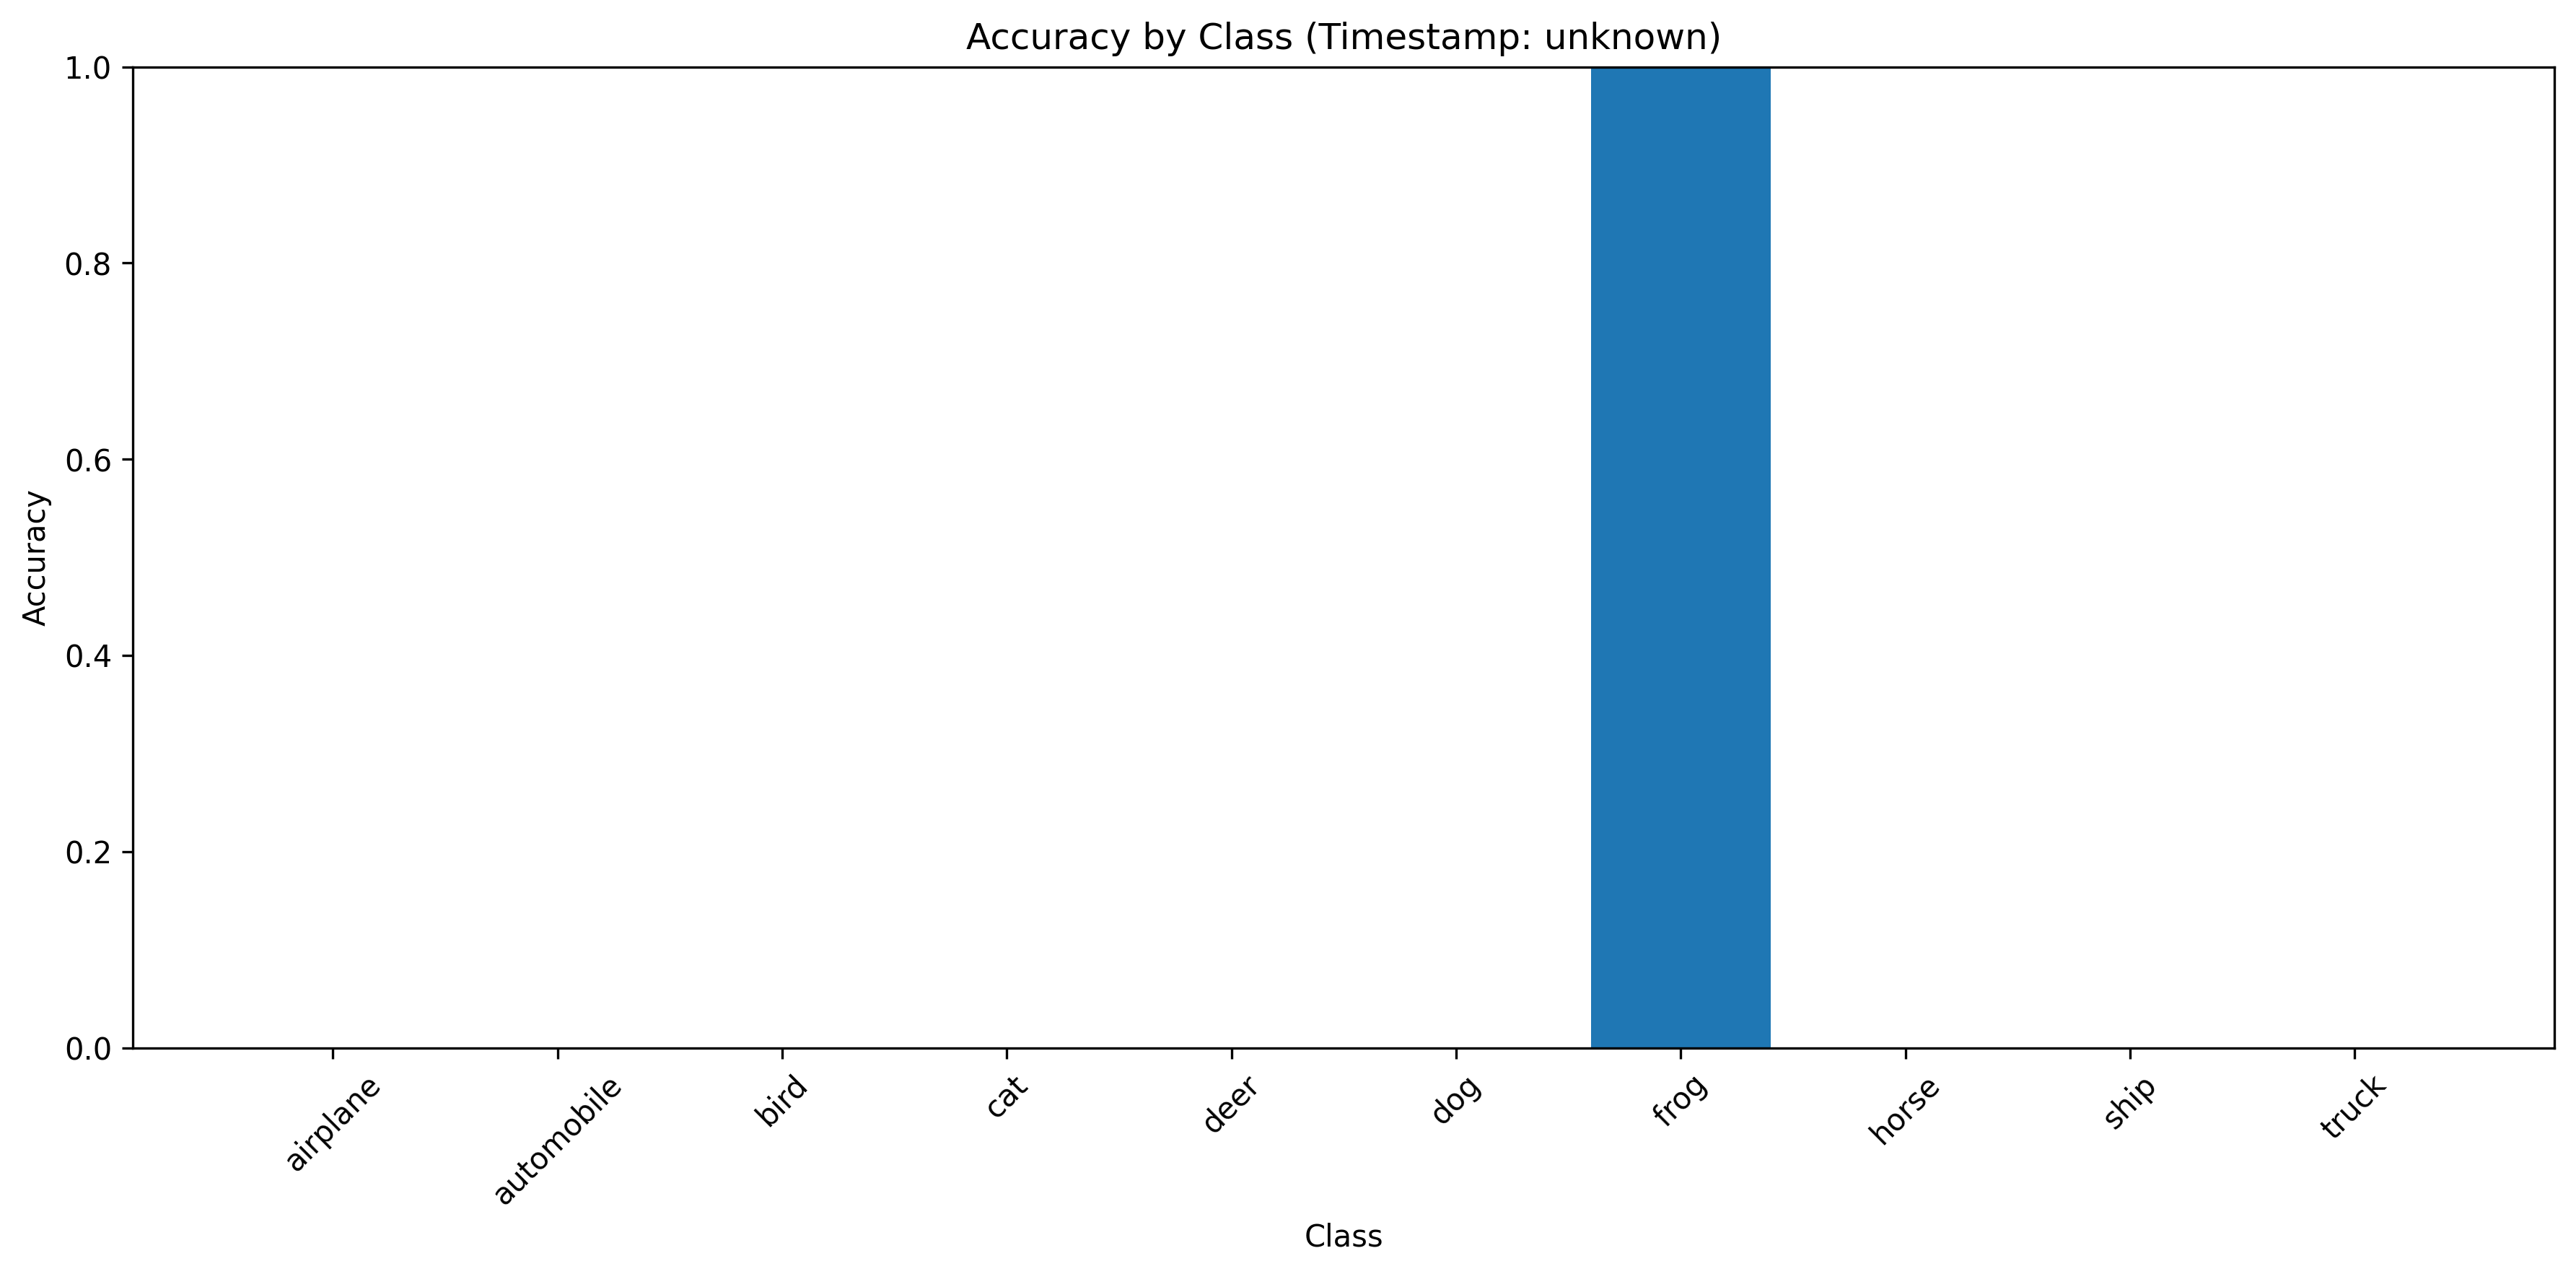 Accuracy by Class (Timestamp: unknown)
1.0
0.8
0.6
0.4
0.2
0.0
Accuracy
airplane
automobile
bird
cat
deer
dog
frog
horse
ship
truck
Class